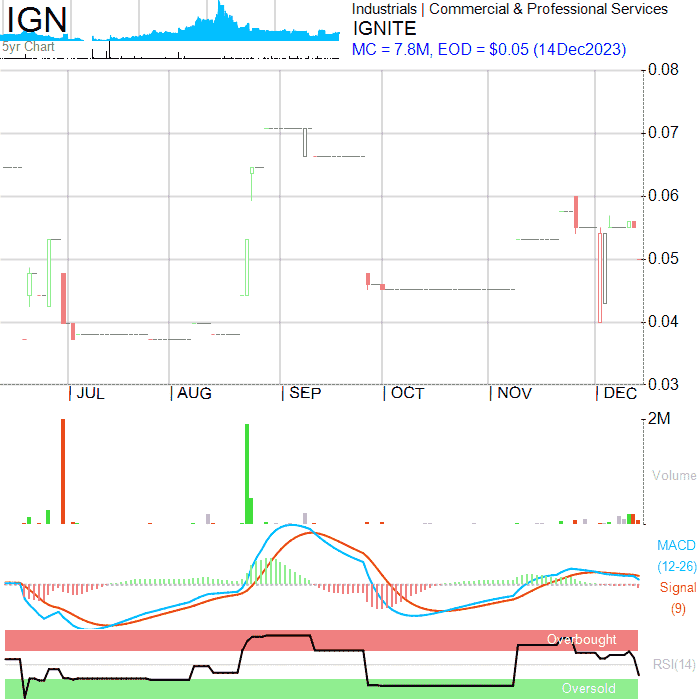 IGN
5yr Chart
Industrials | Commercial & Professional Services
IGNITE
MC = 7.8M, EOD = $0.05 (14Dec2023)
0.08
0.07
0.06
0.05
0.04
0.03
JUL AUG SEP OCT NOV DEC
2M
Volume
MACD
(12-26)
Signal
(9)
Overbought
RSI(14)
Oversold